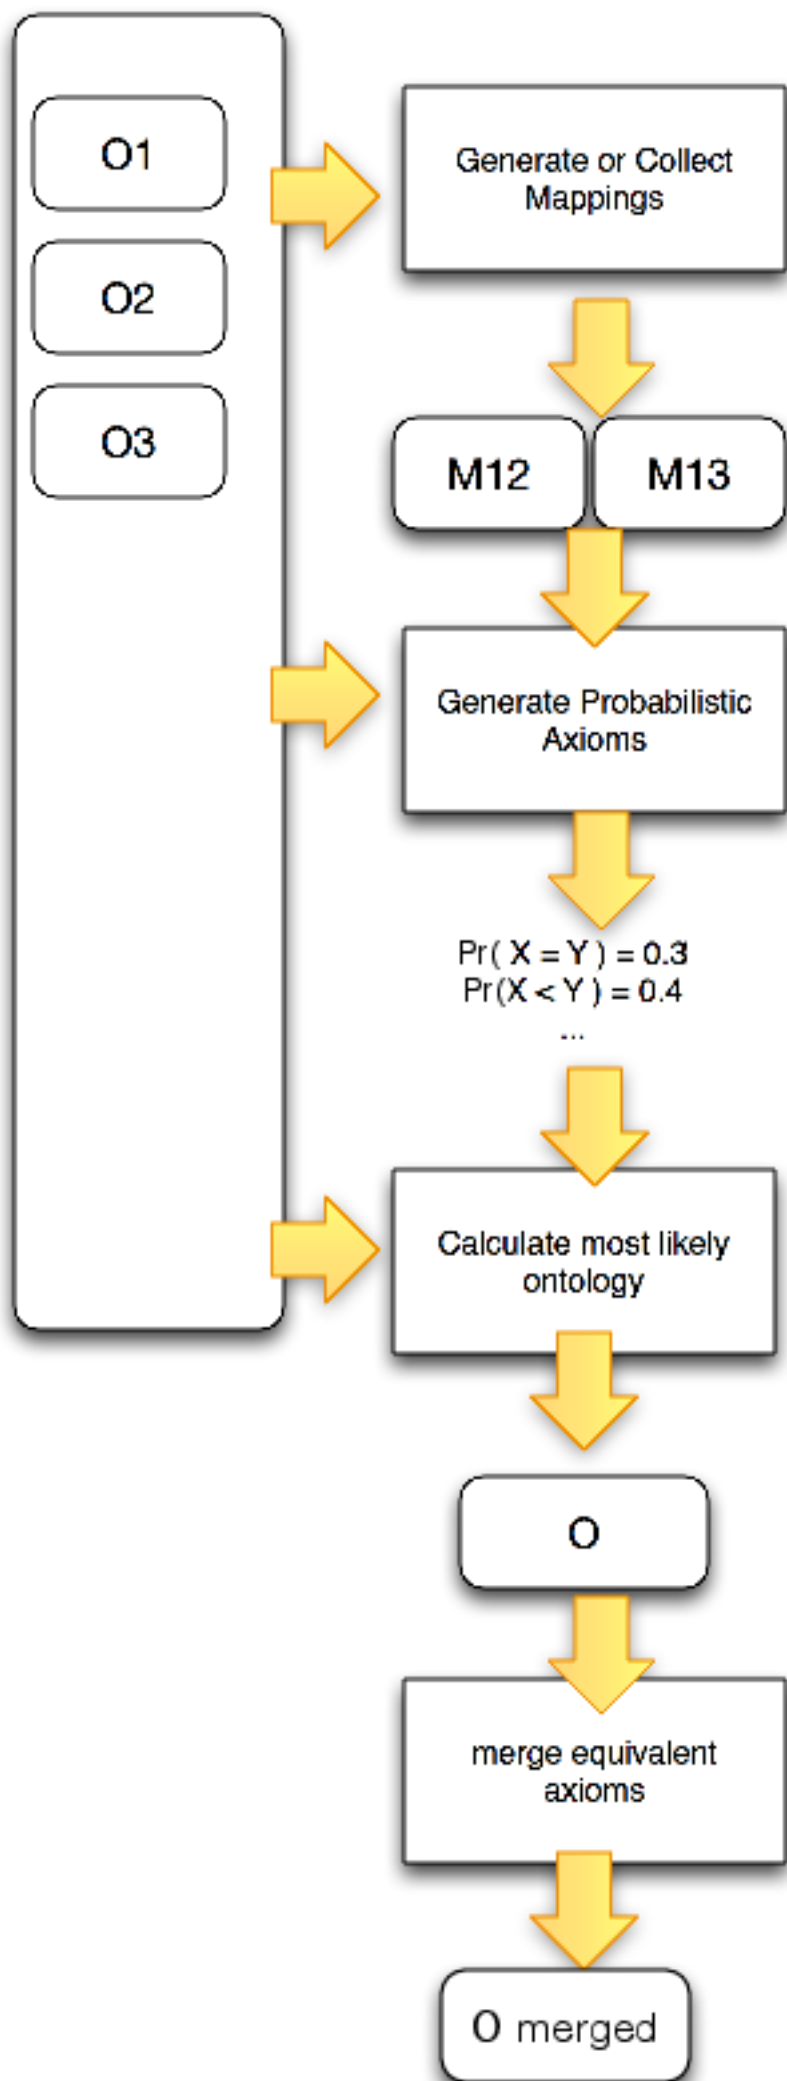 O1
O2
O3
Generate or Collect
Mappings
M12
M13
Generate Probabilistic
Axioms
Pr( X = Y ) = 0.3
Pr(X < Y ) = 0.4
...
Calculate most likely
ontology
O
merge equivalent
axioms
O merged